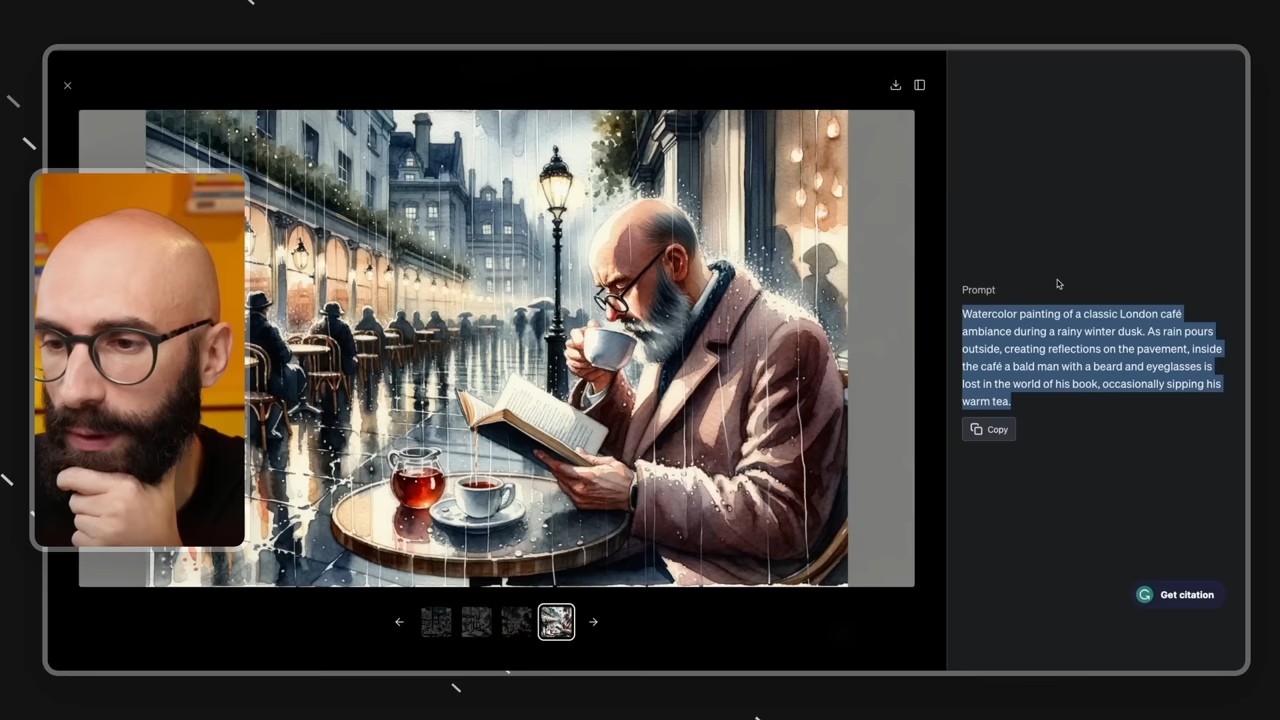 Prompt
Watercolor painting of a classic London café
ambiance during a rainy winter dusk. As rain pours
outside, creating reflections on the pavement, inside
the café a bald man with a beard and eyeglasses is
lost in the world of his book, occasionally sipping his
warm tea.
Copy
Get citation